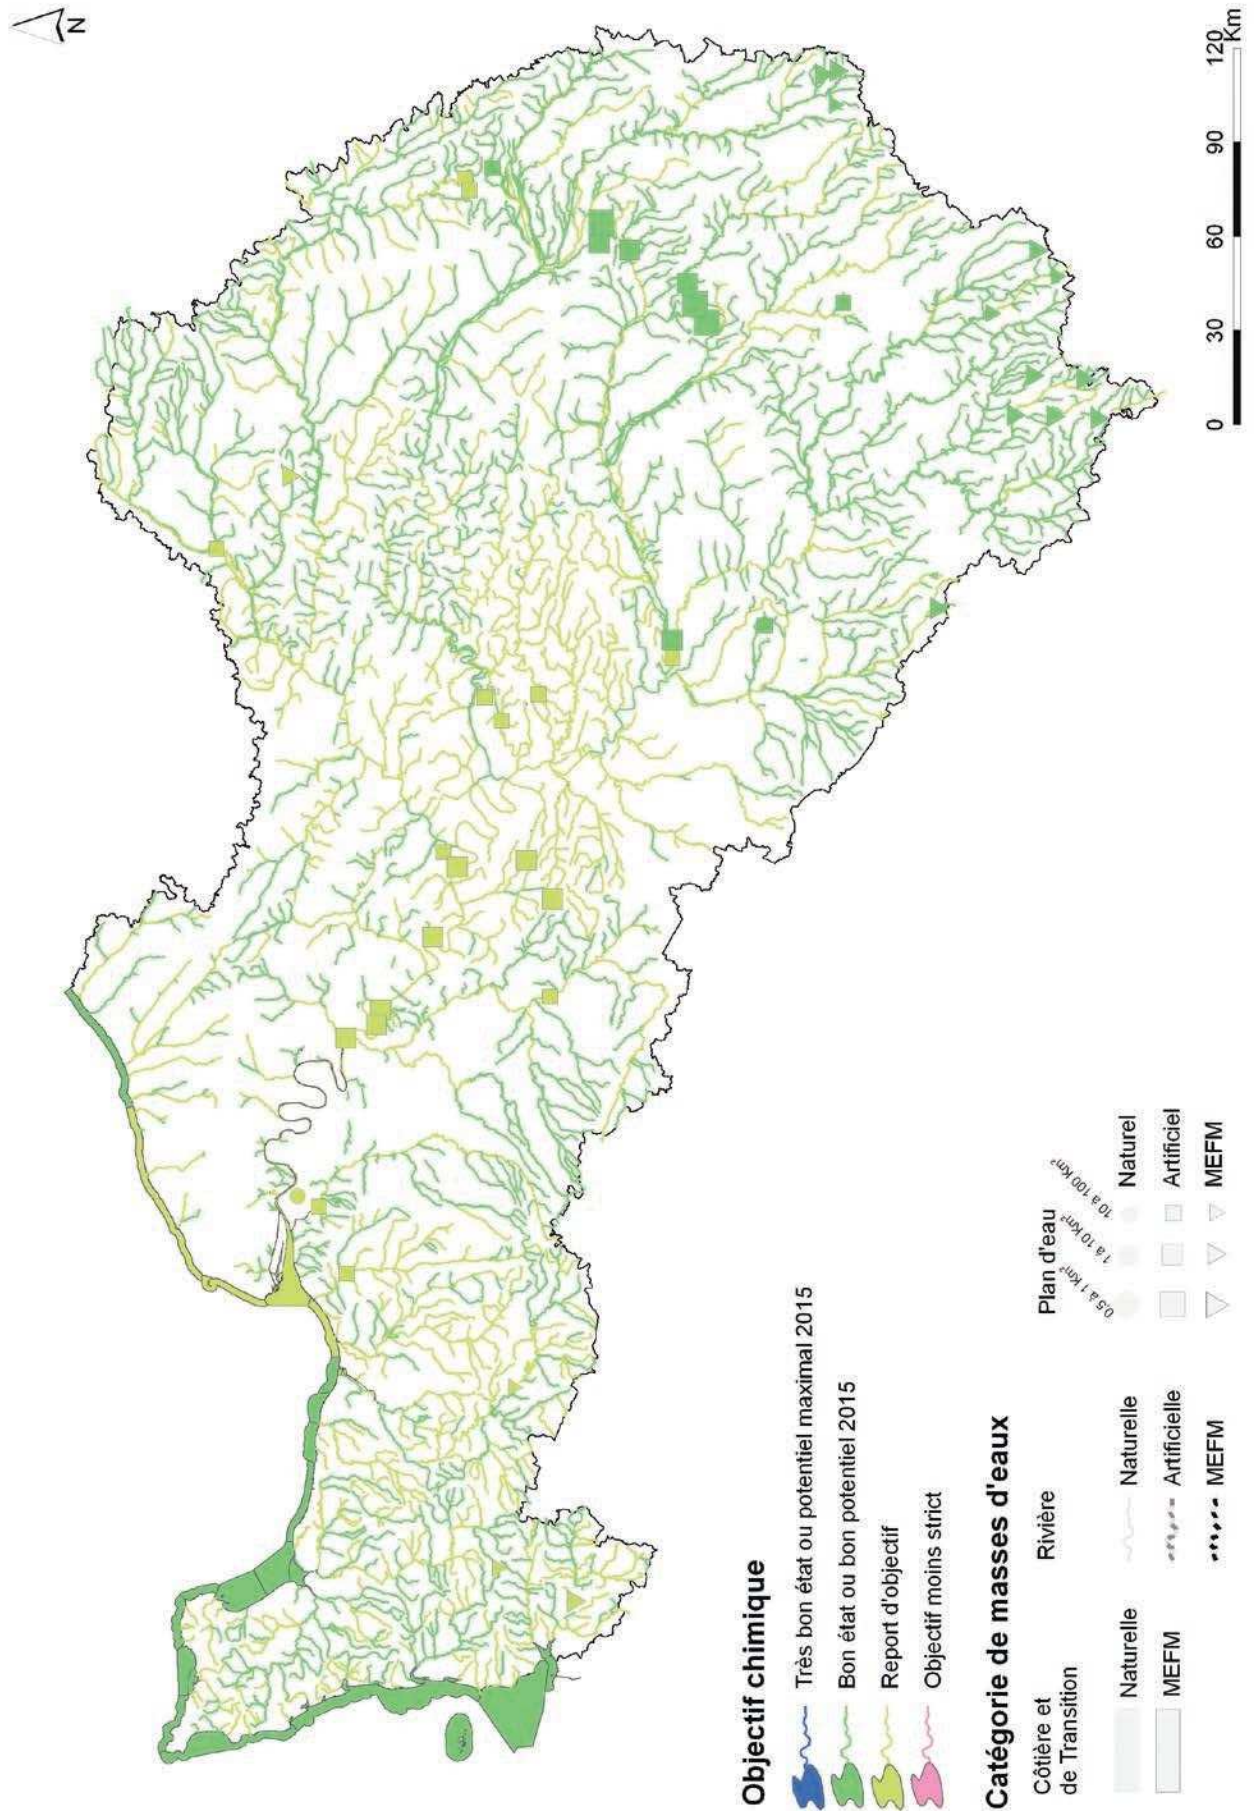 N
0 30 60 90 120
Km
Objectif chimique
Très bon état ou potentiel maximal 2015
Bon état ou bon potentiel 2015
Report d'objectif
Objectif moins strict
Catégorie de masses d'eaux
Côtière et
de Transition
Naturelle
MEFM
Rivière
Naturelle
Artificielle
MEFM
Plan d'eau
0,5 à 1 Km²
1 à 10 Km²
10 à 100 Km²
Naturel
Artificiel
MEFM